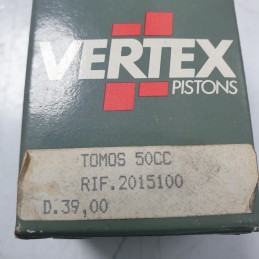 VERTEX
PISTONS
TOMOS 50CC
RIF.2015100
D.39,00